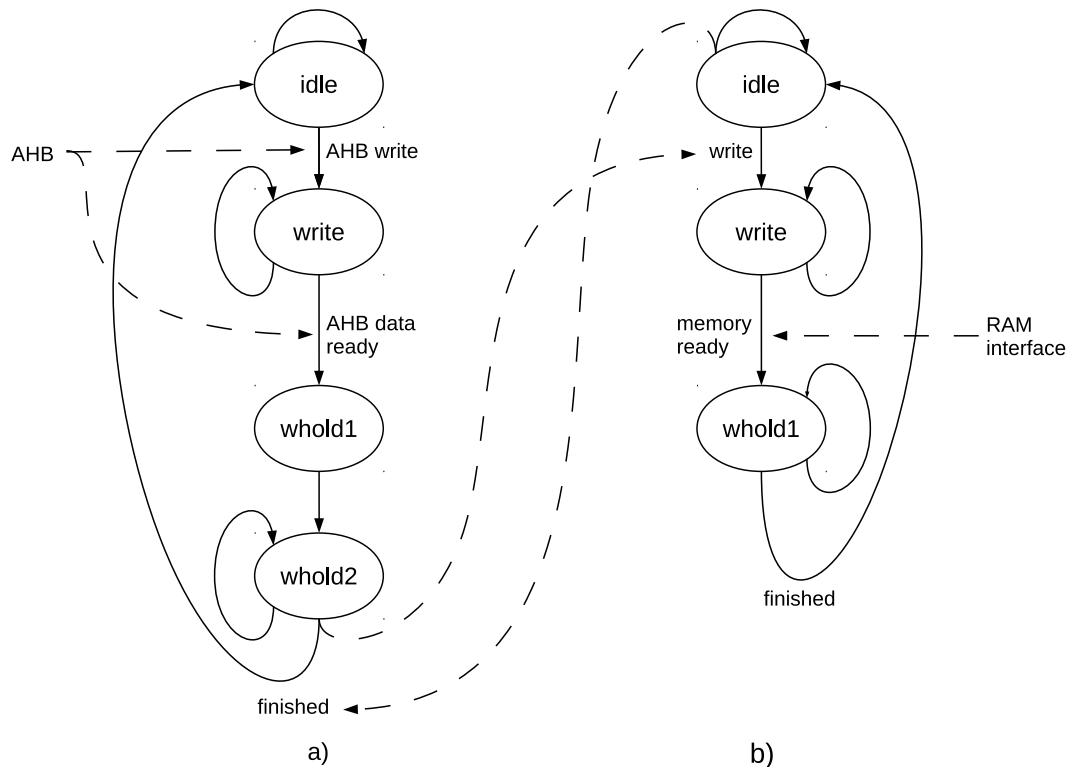 idle
AHB
AHB write
write
AHB data
ready
whold1
whold2
finished
a)
idle
write
write
memory
ready
RAM
interface
whold1
finished
b)